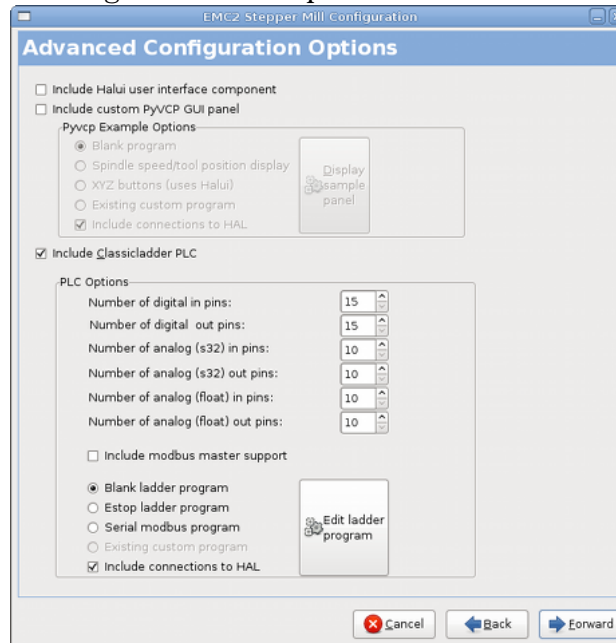 EMC2 Stepper Mill Configuration
Advanced Configuration Options
Include Halui user interface component
Include custom PyVCP GUI panel
Pyvcp Example Options
Blank program
Spindle speed/tool position display
XYZ buttons (uses Halui)
Existing custom program
Include connections to HAL
Display
sample
panel
Include Classicladder PLC
PLC Options
Number of digital in pins: 15
Number of digital out pins: 15
Number of analog (s32) in pins: 10
Number of analog (s32) out pins: 10
Number of analog (float) in pins: 10
Number of analog (float) out pins: 10
Include modbus master support
Blank ladder program
Estop ladder program
Serial modbus program
Existing custom program
Include connections to HAL
Edit ladder
program
Cancel Back Forward